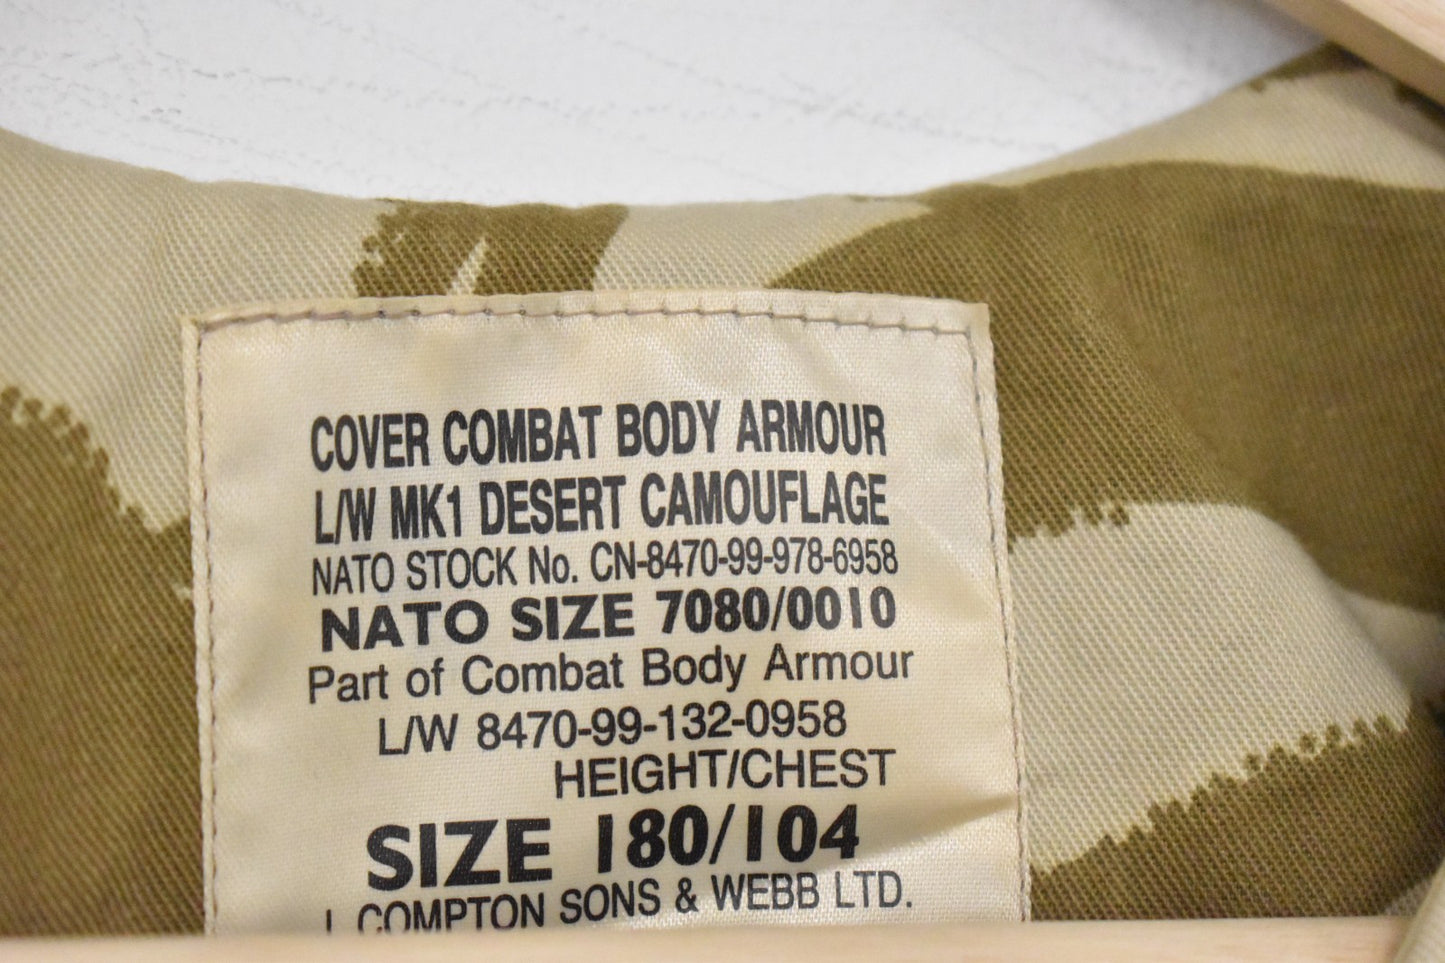 COVER COMBAT BODY ARMOUR
L/W MK1 DESERT CAMOUFLAGE
NATO STOCK No. CN-8470-99-978-6958
NATO SIZE 7080/0010
Part of Combat Body Armour
L/W 8470-99-132-0958
HEIGHT/CHEST
SIZE 180/104
COMPTON SONS & WEBB LTD.